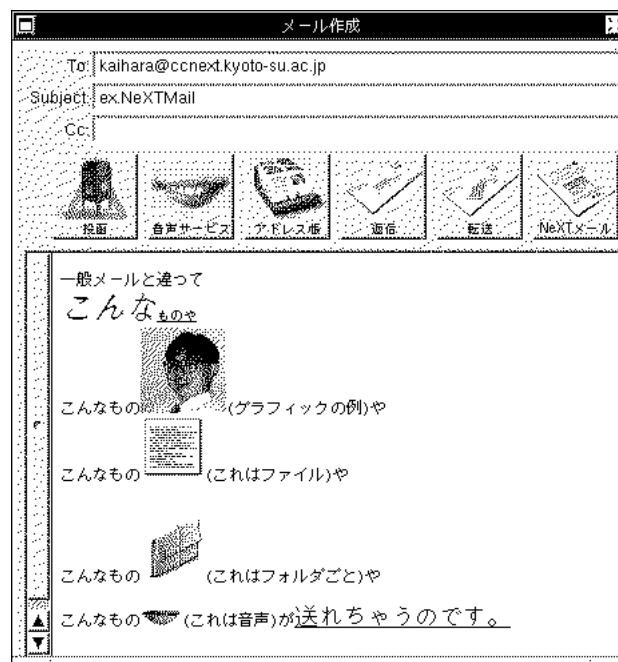 メール作成
To: kaihara@ccnext.kyoto-su.ac.jp
Subject: ex.NeXTMail
Cc:
投函 音声サービス アドレス帳 返信 転送 NeXTメール
一般メールと違って
こんなものや
こんなもの(グラフィックの例)や
こんなもの(これはファイル)や
こんなもの(これはフォルダごと)や
こんなもの(これは音声)が送れちゃうのです。